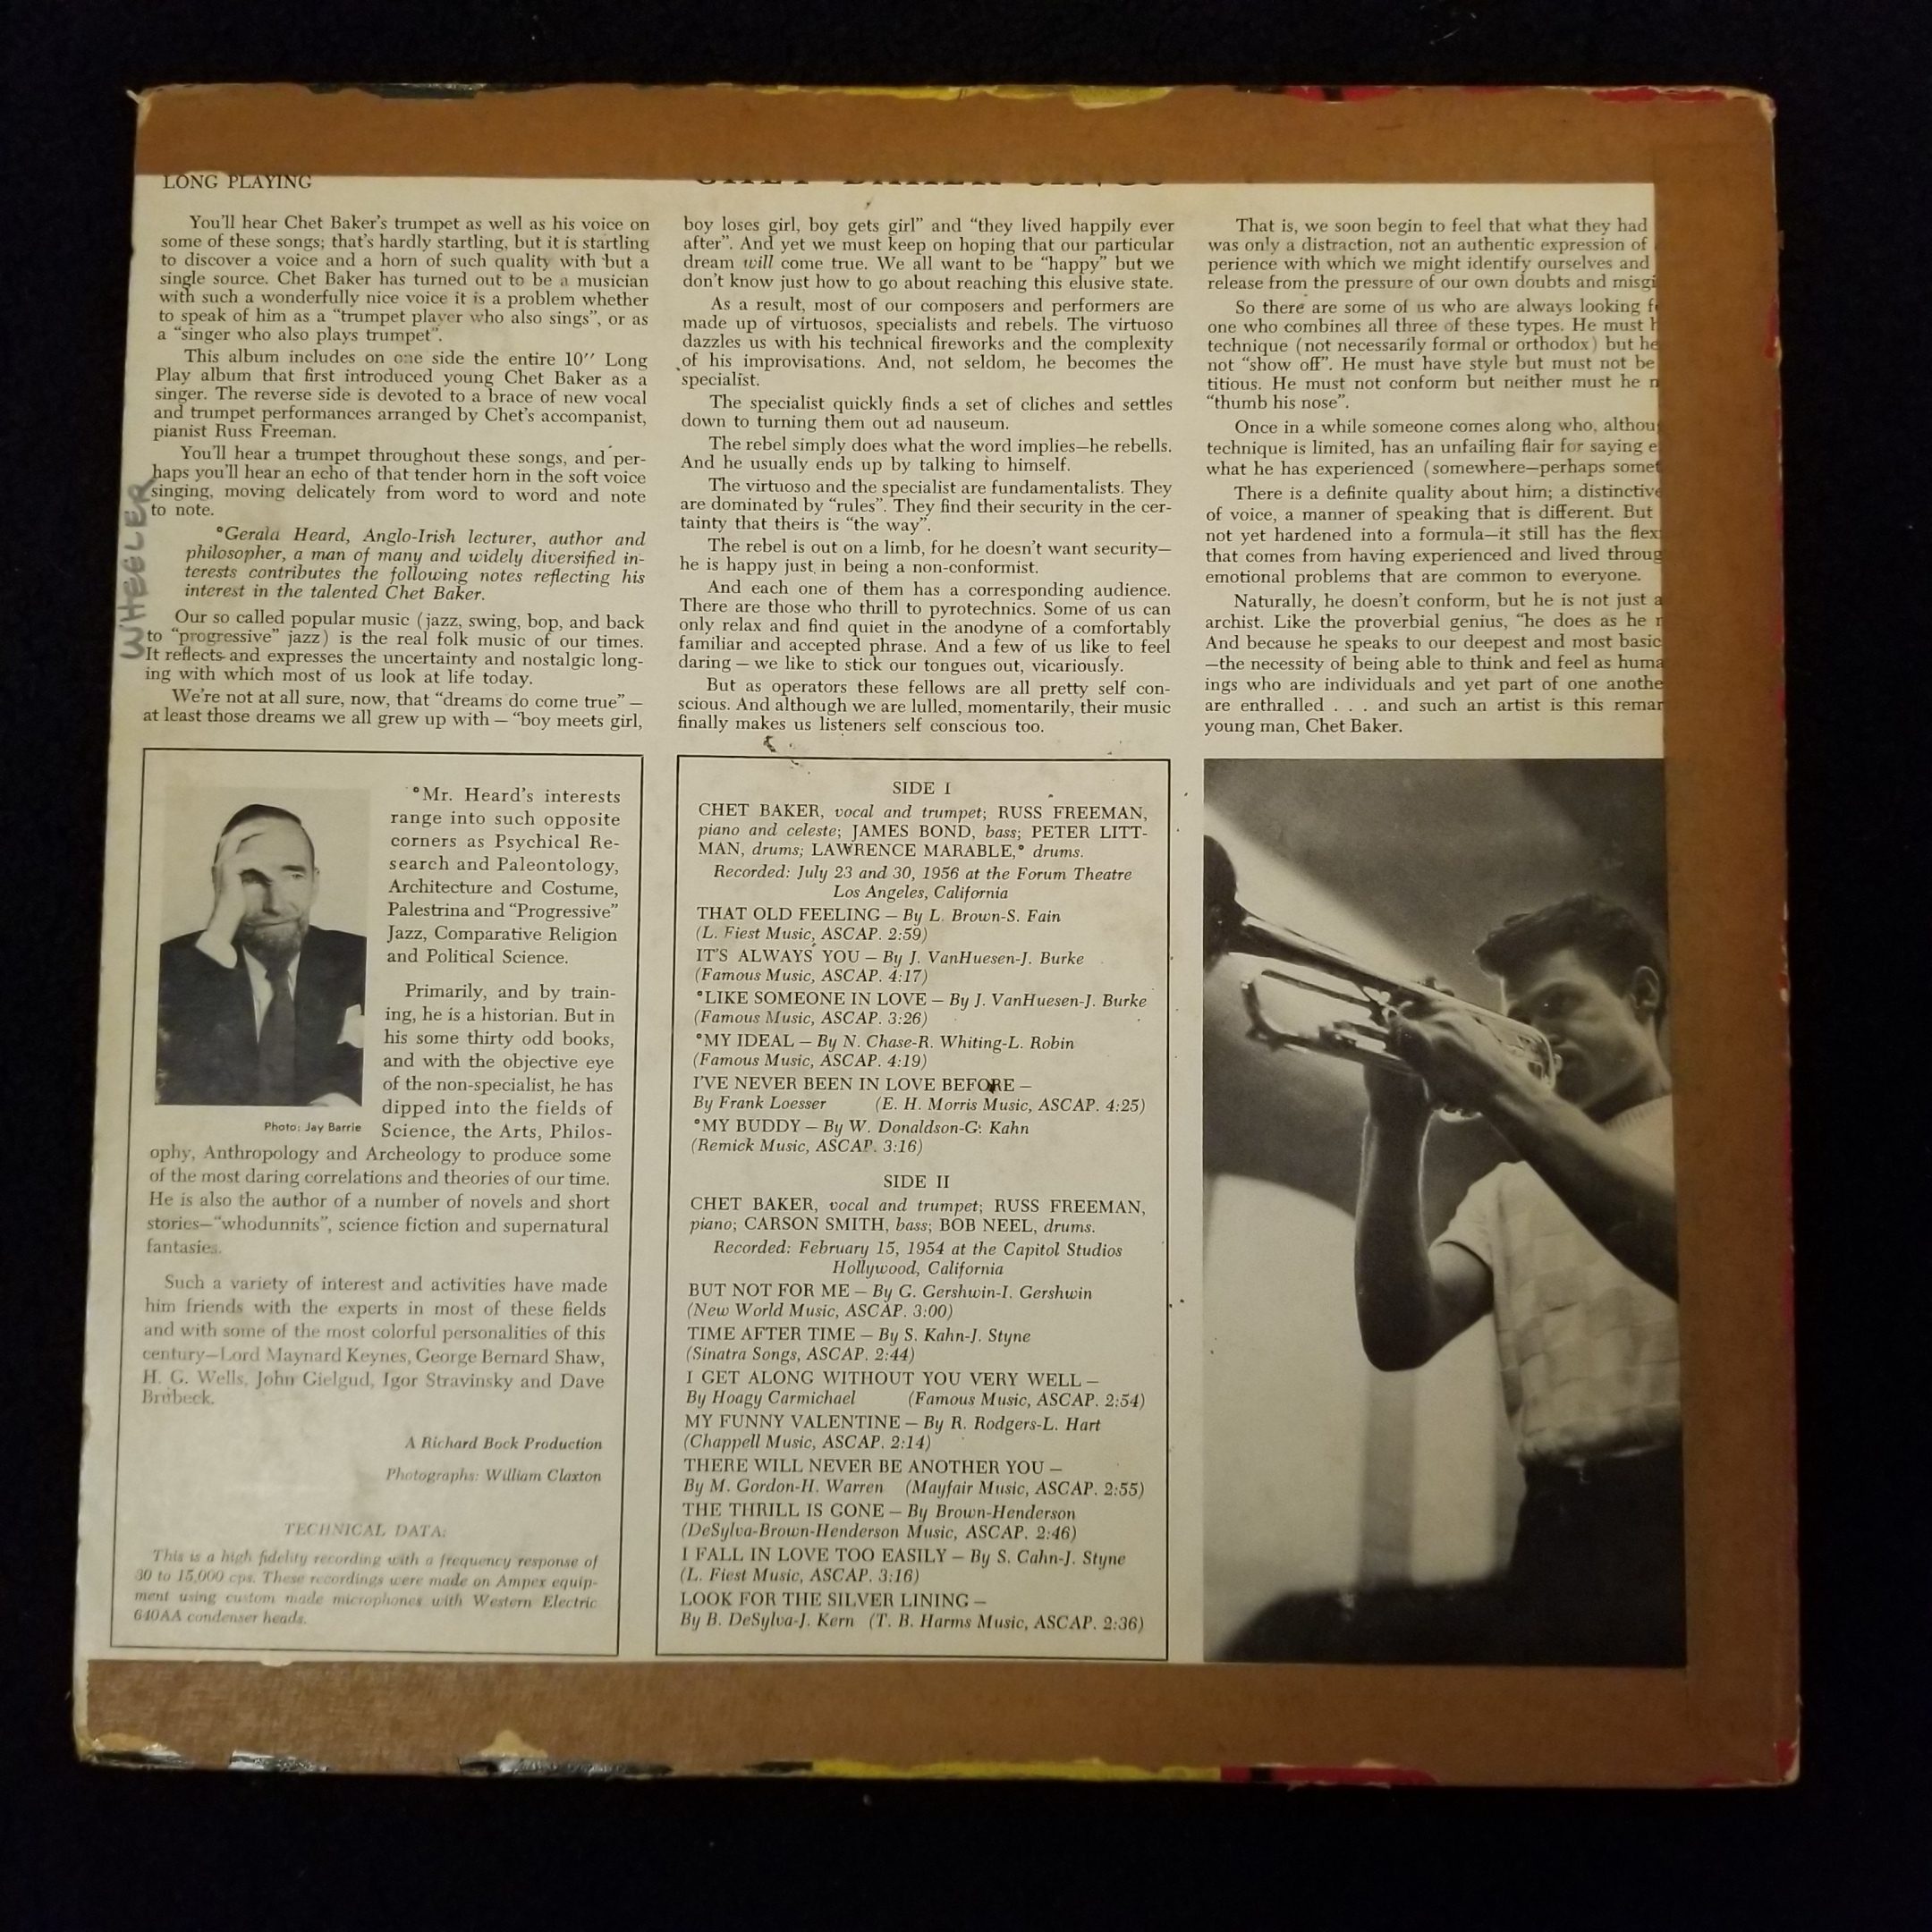 LONG PLAYING
CHET BAKER SINGS
You'll hear Chet Baker's trumpet as well as his voice on
some of these songs; that's hardly startling, but it is startling
to discover a voice and a horn of such quality with but a
single source. Chet Baker has turned out to be a musician
with such a wonderfully nice voice it is a problem whether
to speak of him as a “trumpet player who also sings”, or as
a “singer who also plays trumpet”.
This album includes on one side the entire 10″ Long
Play album that first introduced young Chet Baker as a
singer. The reverse side is devoted to a brace of new vocal
and trumpet performances arranged by Chet's accompanist,
pianist Russ Freeman.
You'll hear a trumpet throughout these songs, and per-
haps you'll hear an echo of that tender horn in the soft voice
singing, moving delicately from word to word and note
to note.
*Gerald Heard, Anglo-Irish lecturer, author and
philosopher, a man of many and widely diversified in-
terests contributes the following notes reflecting his
interest in the talented Chet Baker.
Our so called popular music (jazz, swing, bop, and back
to “progressive” jazz) is the real folk music of our times.
It reflects and expresses the uncertainty and nostalgic long-
ing with which most of us look at life today.
We're not at all sure, now, that “dreams do come true” —
at least those dreams we all grew up with — “boy meets girl,
WHEELER
boy loses girl, boy gets girl” and “they lived happily ever
after”. And yet we must keep on hoping that our particular
dream will come true. We all want to be “happy” but we
don't know just how to go about reaching this elusive state.
As a result, most of our composers and performers are
made up of virtuosos, specialists and rebels. The virtuoso
dazzles us with his technical fireworks and the complexity
of his improvisations. And, not seldom, he becomes the
specialist.
The specialist quickly finds a set of cliches and settles
down to turning them out ad nauseum.
The rebel simply does what the word implies—he rebells.
And he usually ends up by talking to himself.
The virtuoso and the specialist are fundamentalists. They
are dominated by “rules”. They find their security in the cer-
tainty that theirs is “the way”.
The rebel is out on a limb, for he doesn't want security—
he is happy just in being a non-conformist.
And each one of them has a corresponding audience.
There are those who thrill to pyrotechnics. Some of us can
only relax and find quiet in the anodyne of a comfortably
familiar and accepted phrase. And a few of us like to feel
daring — we like to stick our tongues out, vicariously.
But as operators these fellows are all pretty self con-
scious. And although we are lulled, momentarily, their music
finally makes us listeners self conscious too.
That is, we soon begin to feel that what they had
was only a distraction, not an authentic expression of
perience with which we might identify ourselves and
release from the pressure of our own doubts and misgi
So there are some of us who are always looking f
one who combines all three of these types. He must h
technique (not necessarily formal or orthodox) but he
not “show off”. He must have style but must not be
titious. He must not conform but neither must he n
“thumb his nose”.
Once in a while someone comes along who, althou
technique is limited, has an unfailing flair for saying e
what he has experienced (somewhere—perhaps somet
There is a definite quality about him; a distinctive
of voice, a manner of speaking that is different. But
not yet hardened into a formula—it still has the flex
that comes from having experienced and lived throug
emotional problems that are common to everyone.
Naturally, he doesn't conform, but he is not just a
archist. Like the proverbial genius, “he does as he
And because he speaks to our deepest and most basic
—the necessity of being able to think and feel as huma
ings who are individuals and yet part of one anothe
are enthralled . . . and such an artist is this remar
young man, Chet Baker.
*Mr. Heard's interests
range into such opposite
corners as Psychical Re-
search and Paleontology,
Architecture and Costume,
Palestrina and “Progressive”
Jazz, Comparative Religion
and Political Science.
Primarily, and by train-
ing, he is a historian. But in
his some thirty odd books,
and with the objective eye
of the non-specialist, he has
dipped into the fields of
Photo: Jay Barrie
Science, the Arts, Philos-
ophy, Anthropology and Archeology to produce some
of the most daring correlations and theories of our time.
He is also the author of a number of novels and short
stories—“whodunnits”, science fiction and supernatural
fantasies.
Such a variety of interest and activities have made
him friends with the experts in most of these fields
and with some of the most colorful personalities of this
century—Lord Maynard Keynes, George Bernard Shaw,
H. G. Wells, John Gielgud, Igor Stravinsky and Dave
Brubeck.
A Richard Bock Production
Photographs: William Claxton
TECHNICAL DATA:
This is a high fidelity recording with a frequency response of
30 to 15,000 cps. These recordings were made on Ampex equip-
ment using custom made microphones with Western Electric
640AA condenser heads.
SIDE I
CHET BAKER, vocal and trumpet; RUSS FREEMAN,
piano and celeste; JAMES BOND, bass; PETER LITT-
MAN, drums; LAWRENCE MARABLE,* drums.
Recorded: July 23 and 30, 1956 at the Forum Theatre
Los Angeles, California
THAT OLD FEELING — By L. Brown-S. Fain
(L. Fiest Music, ASCAP. 2:59)
IT'S ALWAYS YOU — By J. VanHuesen-J. Burke
(Famous Music, ASCAP. 4:17)
*LIKE SOMEONE IN LOVE — By J. VanHuesen-J. Burke
(Famous Music, ASCAP. 3:26)
*MY IDEAL — By N. Chase-R. Whiting-L. Robin
(Famous Music, ASCAP. 4:19)
I'VE NEVER BEEN IN LOVE BEFORE —
By Frank Loesser (E. H. Morris Music, ASCAP. 4:25)
*MY BUDDY — By W. Donaldson-G. Kahn
(Remick Music, ASCAP. 3:16)
SIDE II
CHET BAKER, vocal and trumpet; RUSS FREEMAN,
piano; CARSON SMITH, bass; BOB NEEL, drums.
Recorded: February 15, 1954 at the Capitol Studios
Hollywood, California
BUT NOT FOR ME — By G. Gershwin-I. Gershwin
(New World Music, ASCAP. 3:00)
TIME AFTER TIME — By S. Kahn-J. Styne
(Sinatra Songs, ASCAP. 2:44)
I GET ALONG WITHOUT YOU VERY WELL —
By Hoagy Carmichael (Famous Music, ASCAP. 2:54)
MY FUNNY VALENTINE — By R. Rodgers-L. Hart
(Chappell Music, ASCAP. 2:14)
THERE WILL NEVER BE ANOTHER YOU —
By M. Gordon-H. Warren (Mayfair Music, ASCAP. 2:55)
THE THRILL IS GONE — By Brown-Henderson
(DeSylva-Brown-Henderson Music, ASCAP. 2:46)
I FALL IN LOVE TOO EASILY — By S. Cahn-J. Styne
(L. Fiest Music, ASCAP. 3:16)
LOOK FOR THE SILVER LINING —
By B. DeSylva-J. Kern (T. B. Harms Music, ASCAP. 2:36)